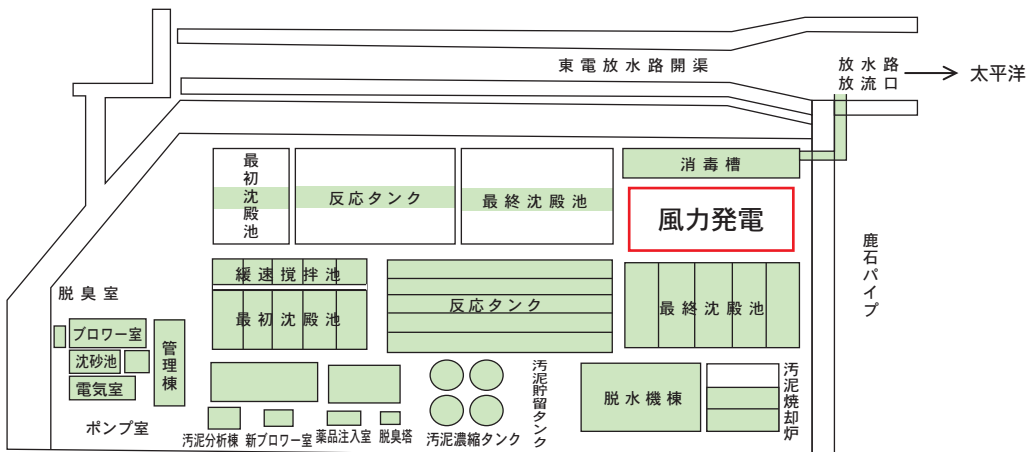 東電放水路開渠
放水路
放流口
太平洋
最初沈殿池
反応タンク
最終沈殿池
消毒槽
風力発電
鹿石パイプ
緩速撹拌池
最初沈殿池
反応タンク
最終沈殿池
脱臭室
ブロワー室
沈砂池
電気室
管理棟
ポンプ室
汚泥分析棟
新ブロワー室
薬品注入室
脱臭塔
汚泥濃縮タンク
汚泥貯留タンク
脱水機棟
汚泥焼却炉